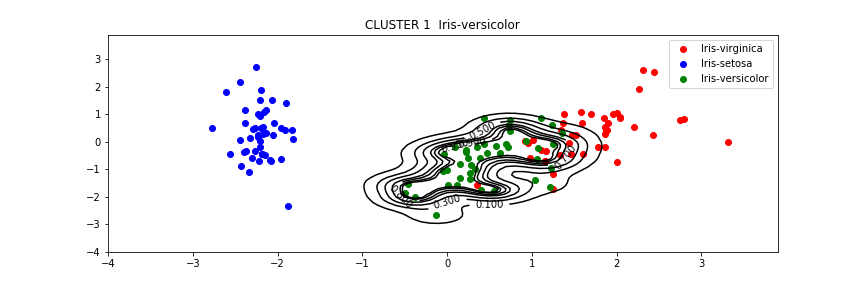 CLUSTER 1 Iris-versicolor
Iris-virginica
Iris-setosa
Iris-versicolor
3
2
1
0
−1
−2
−3
−4
0.500
0.300
0.100
−4 −3 −2 −1 0 1 2 3